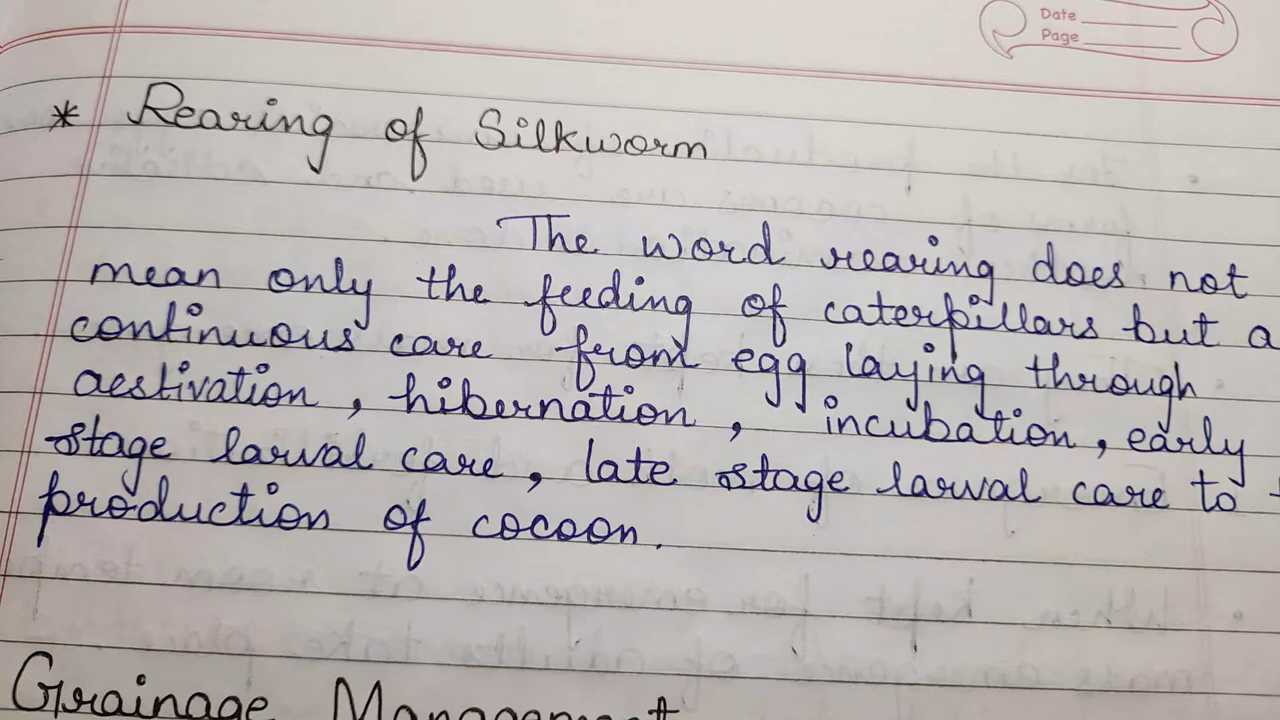 Date
Page
* Rearing of Silkworm
The word rearing does not
mean only the feeding of caterpillars but a
continuous care from egg laying through
aestivation, hibernation, incubation, early
stage larval care, late stage larval care to
production of cocoon.
Grainage Management